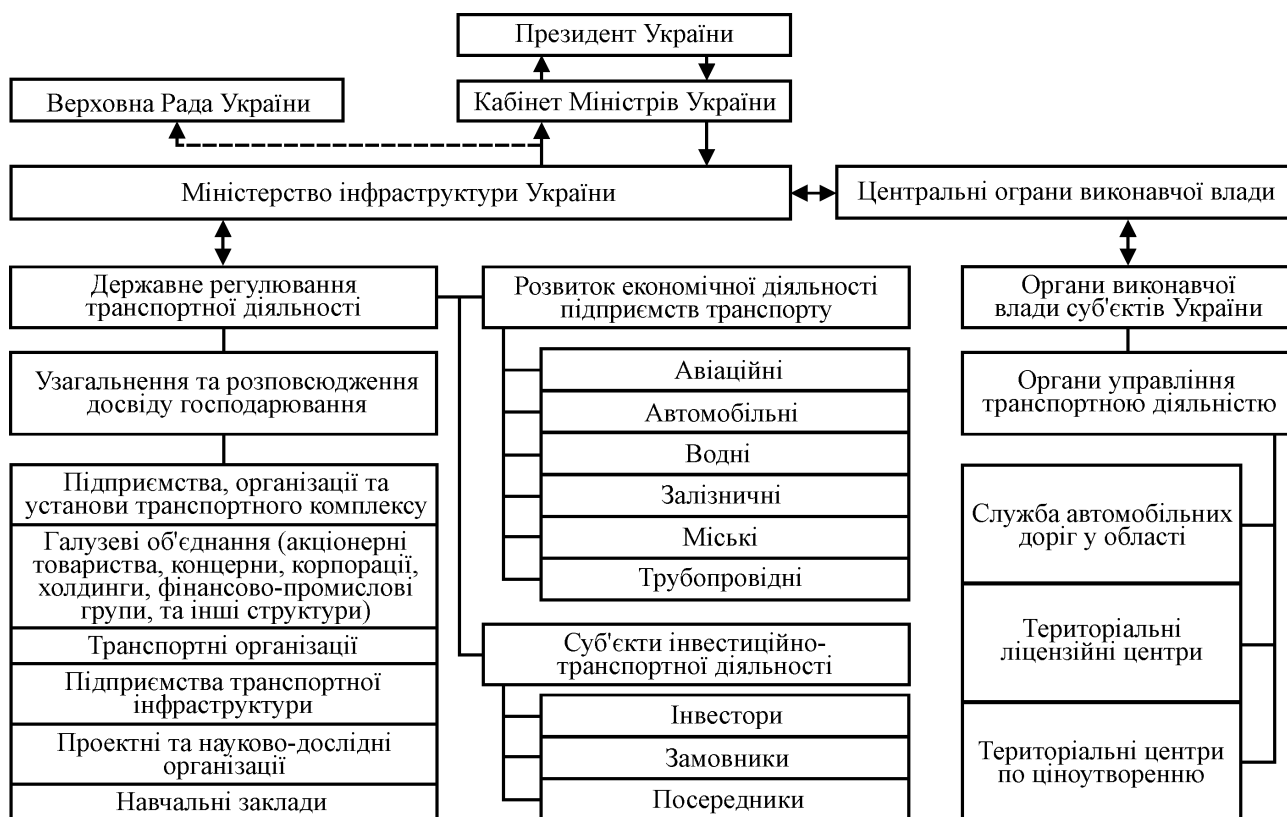 Президент України
Верховна Рада України
Кабінет Міністрів України
Міністерство інфраструктури України
Центральні ограни виконавчої влади
Державне регулювання
транспортної діяльності
Узагальнення та розповсюдження
досвіду господарювання
Підприємства, організації та
установи транспортного комплексу
Галузеві об'єднання (акціонерні
товариства, концерни, корпорації,
холдинги, фінансово-промислові
групи, та інші структури)
Транспортні організації
Підприємства транспортної
інфраструктури
Проектні та науково-дослідні
організації
Навчальні заклади
Розвиток економічної діяльності
підприємств транспорту
Авіаційні
Автомобільні
Водні
Залізничні
Міські
Трубопровідні
Суб'єкти інвестиційно-
транспортної діяльності
Інвестори
Замовники
Посередники
Органи виконавчої
влади суб'єктів України
Органи управління
транспортною діяльністю
Служба автомобільних
доріг у області
Територіальні
ліцензійні центри
Територіальні центри
по ціноутворенню